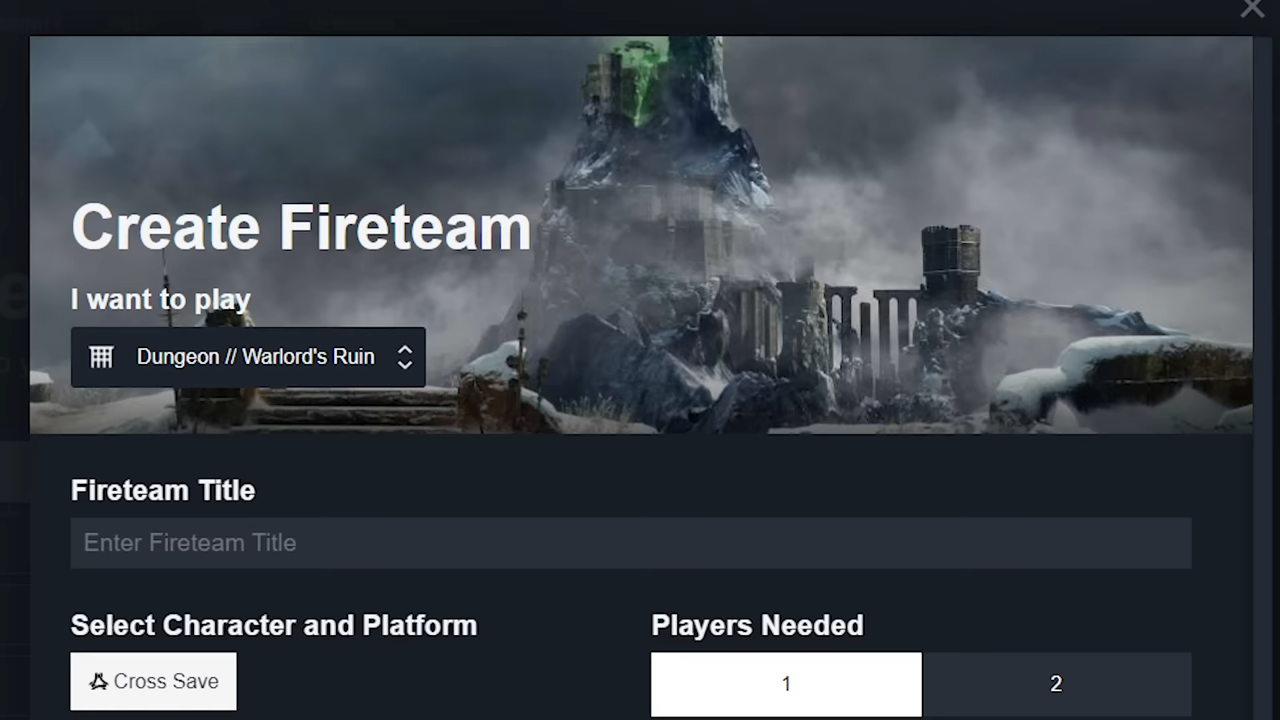 Create Fireteam
I want to play
Dungeon // Warlord's Ruin
Fireteam Title
Enter Fireteam Title
Select Character and Platform
Players Needed
Cross Save
1
2